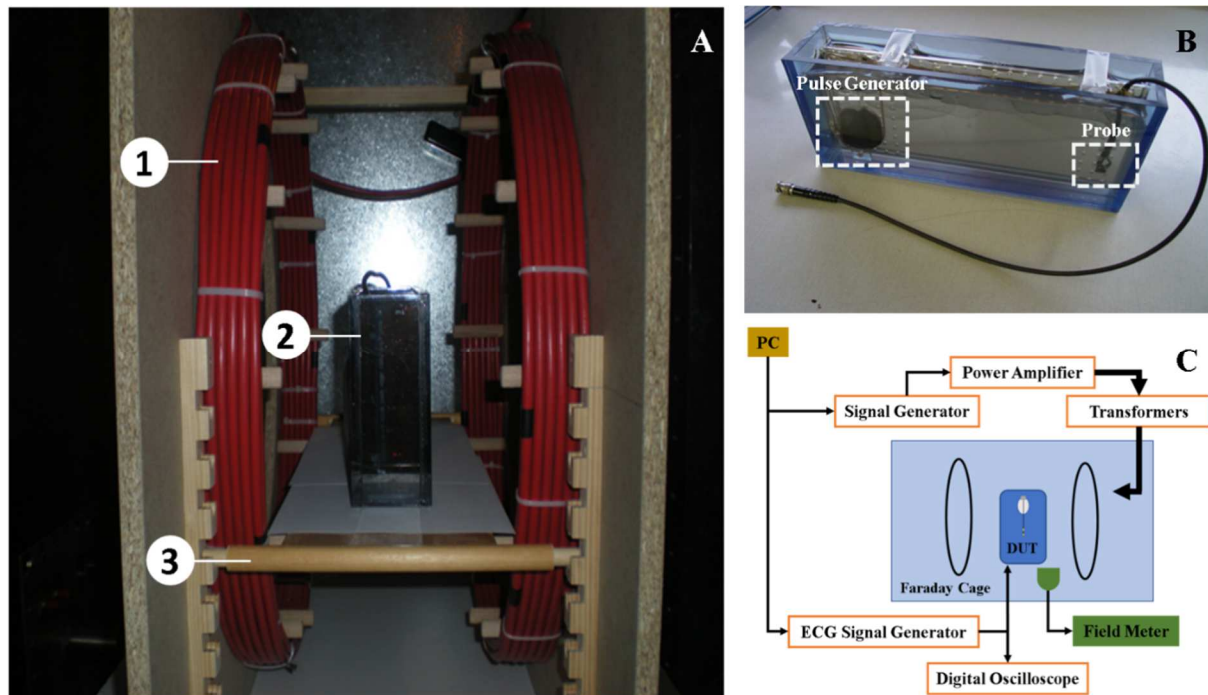 A
1
2
3
B
Pulse Generator
Probe
C
PC
Power Amplifier
Signal Generator
Transformers
DUT
Faraday Cage
ECG Signal Generator
Field Meter
Digital Oscilloscope